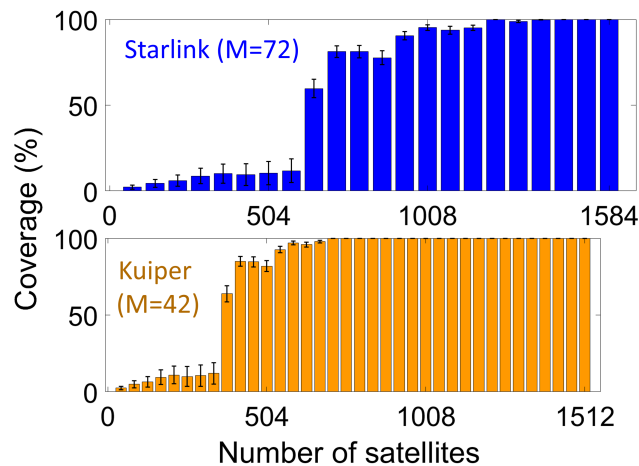 Coverage (%)
100
50
0
Starlink (M=72)
0
504
1008
1584
100
50
0
Kuiper
(M=42)
0
504
1008
1512
Number of satellites